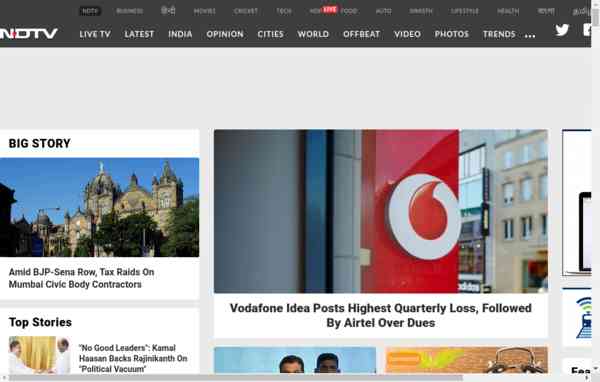 NDTV BUSINESS हिन्दी MOVIES CRICKET TECH HOP LIVE FOOD AUTO SWASTH LIFESTYLE HEALTH বাংলা தமிழ்
NDTV LIVE TV LATEST INDIA OPINION CITIES WORLD OFFBEAT VIDEO PHOTOS TRENDS ...
BIG STORY
Amid BJP-Sena Row, Tax Raids On
Mumbai Civic Body Contractors
Vodafone Idea Posts Highest Quarterly Loss, Followed
By Airtel Over Dues
Top Stories
"No Good Leaders": Kamal
Haasan Backs Rajinikanth On
"Political Vacuum"
Fea